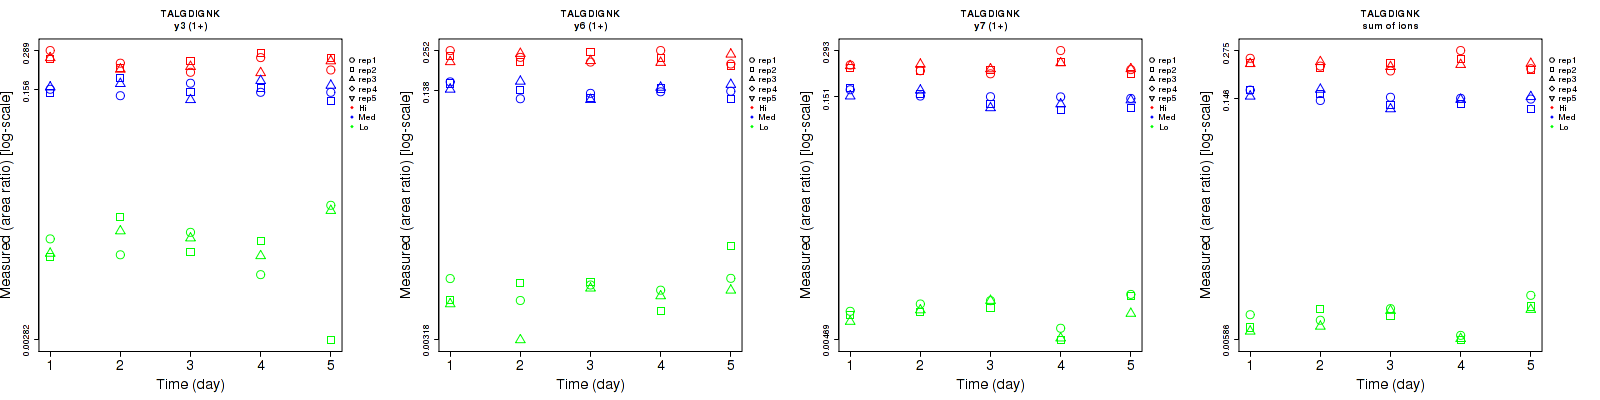 TALGDIGNK
y3 (1+)
0.289
0.158
0.00282
Measured (area ratio) [log-scale]
1 2 3 4 5
Time (day)
rep1
rep2
rep3
rep4
rep5
Hi
Med
Lo
TALGDIGNK
y6 (1+)
0.252
0.138
0.00318
Measured (area ratio) [log-scale]
1 2 3 4 5
Time (day)
rep1
rep2
rep3
rep4
rep5
Hi
Med
Lo
TALGDIGNK
y7 (1+)
0.293
0.151
0.00469
Measured (area ratio) [log-scale]
1 2 3 4 5
Time (day)
rep1
rep2
rep3
rep4
rep5
Hi
Med
Lo
TALGDIGNK
sum of ions
0.275
0.148
0.00586
Measured (area ratio) [log-scale]
1 2 3 4 5
Time (day)
rep1
rep2
rep3
rep4
rep5
Hi
Med
Lo